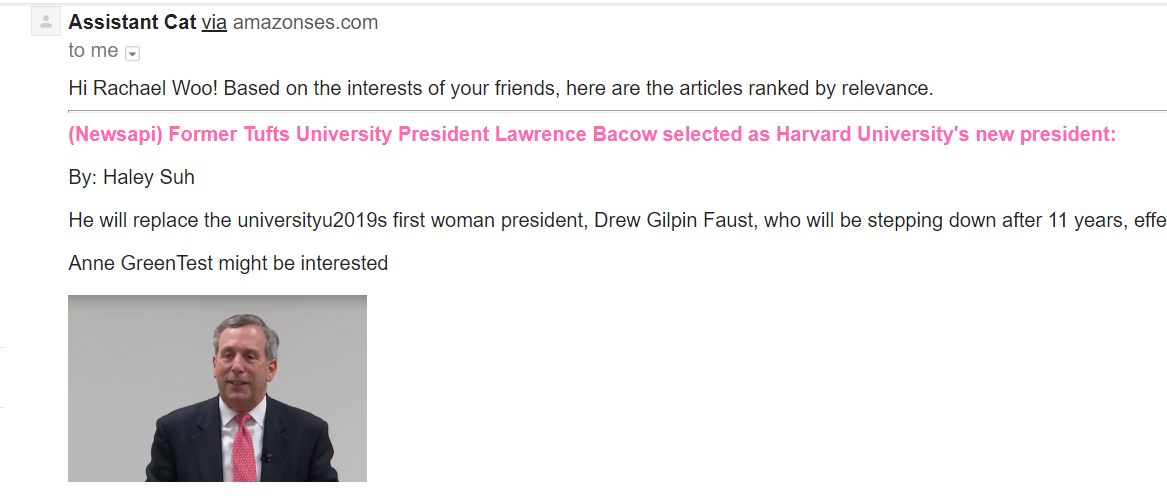 Assistant Cat via amazonses.com
to me
Hi Rachael Woo! Based on the interests of your friends, here are the articles ranked by relevance.
(Newsapi) Former Tufts University President Lawrence Bacow selected as Harvard University's new president:
By: Haley Suh
He will replace the universityu2019s first woman president, Drew Gilpin Faust, who will be stepping down after 11 years, effe
Anne GreenTest might be interested